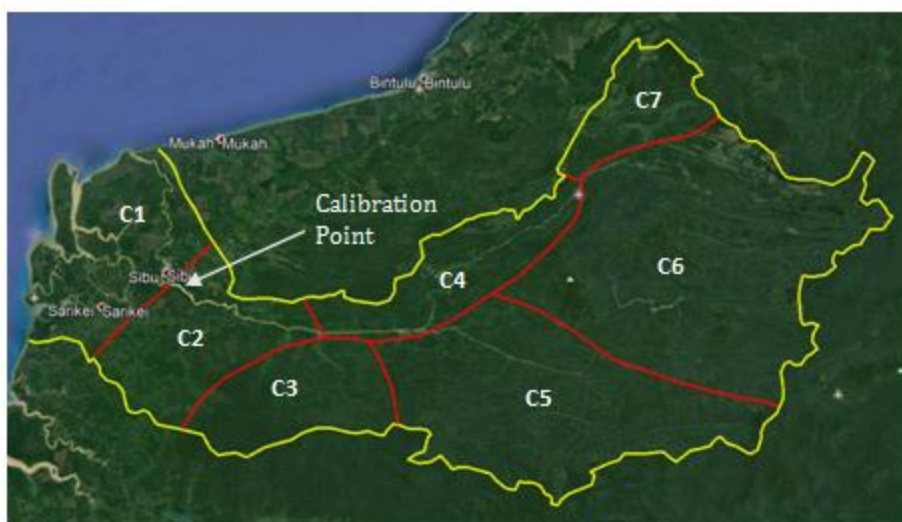 Bintulu Bintulu
C7
Mukah Mukah
C1
Calibration
Point
C6
C4
Sibu Sibu
Sarikei Sarikei
C2
C3
C5